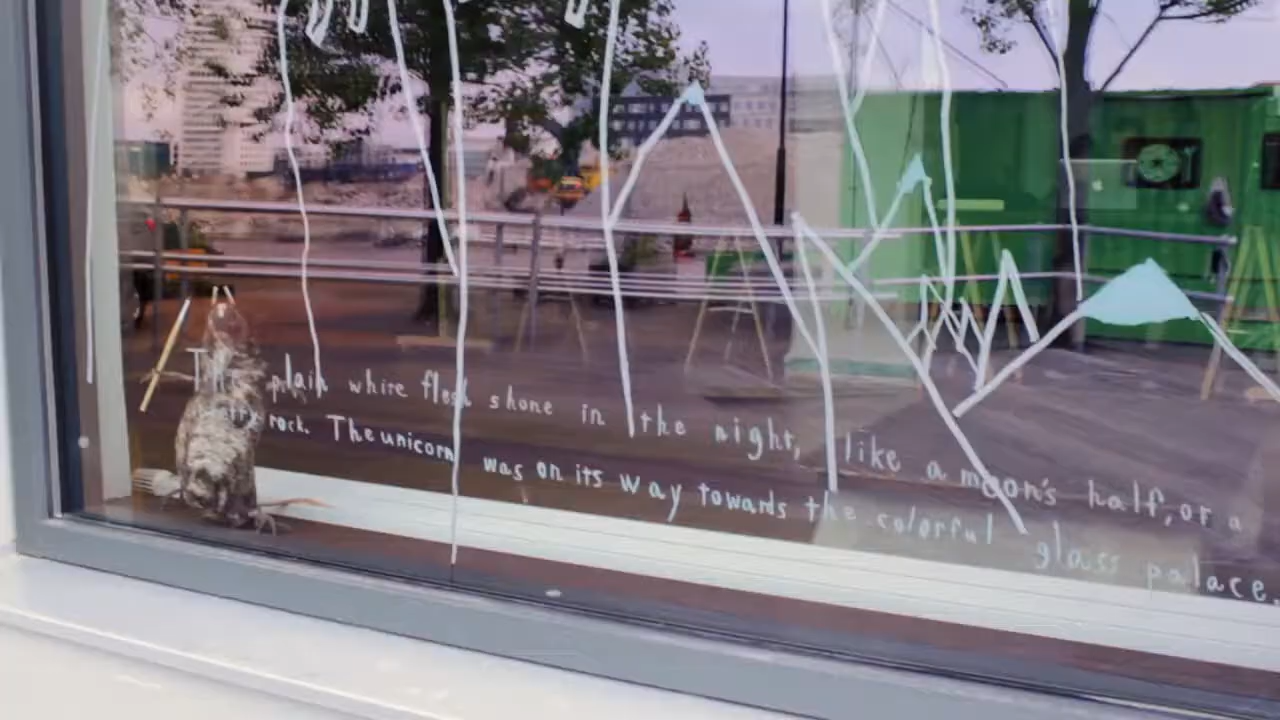 plain white flesh shone in the night, like a moon's half, or a
rock. The unicorn was on its way towards the colorful glass palace.